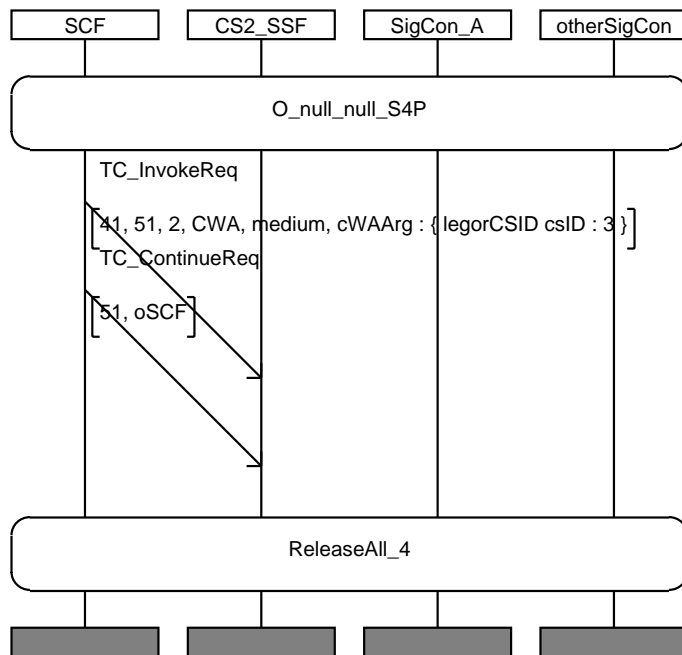 SCF CS2_SSF SigCon_A otherSigCon
O_null_null_S4P
TC_InvokeReq
41, 51, 2, CWA, medium, cWAArg : { legorCSID csID : 3 }
TC_ContinueReq
51, oSCF
ReleaseAll_4